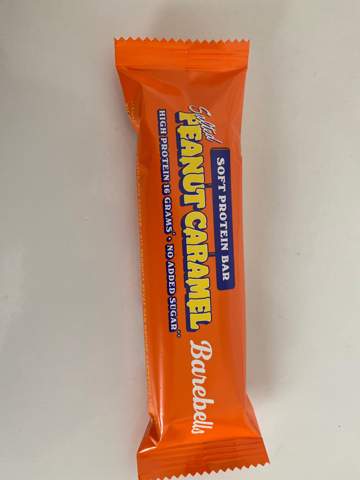 SOFT PROTEIN BAR
Salted
PEANUT CARAMEL
HIGH PROTEIN 16 GRAMS* • NO ADDED SUGAR**
Barebells